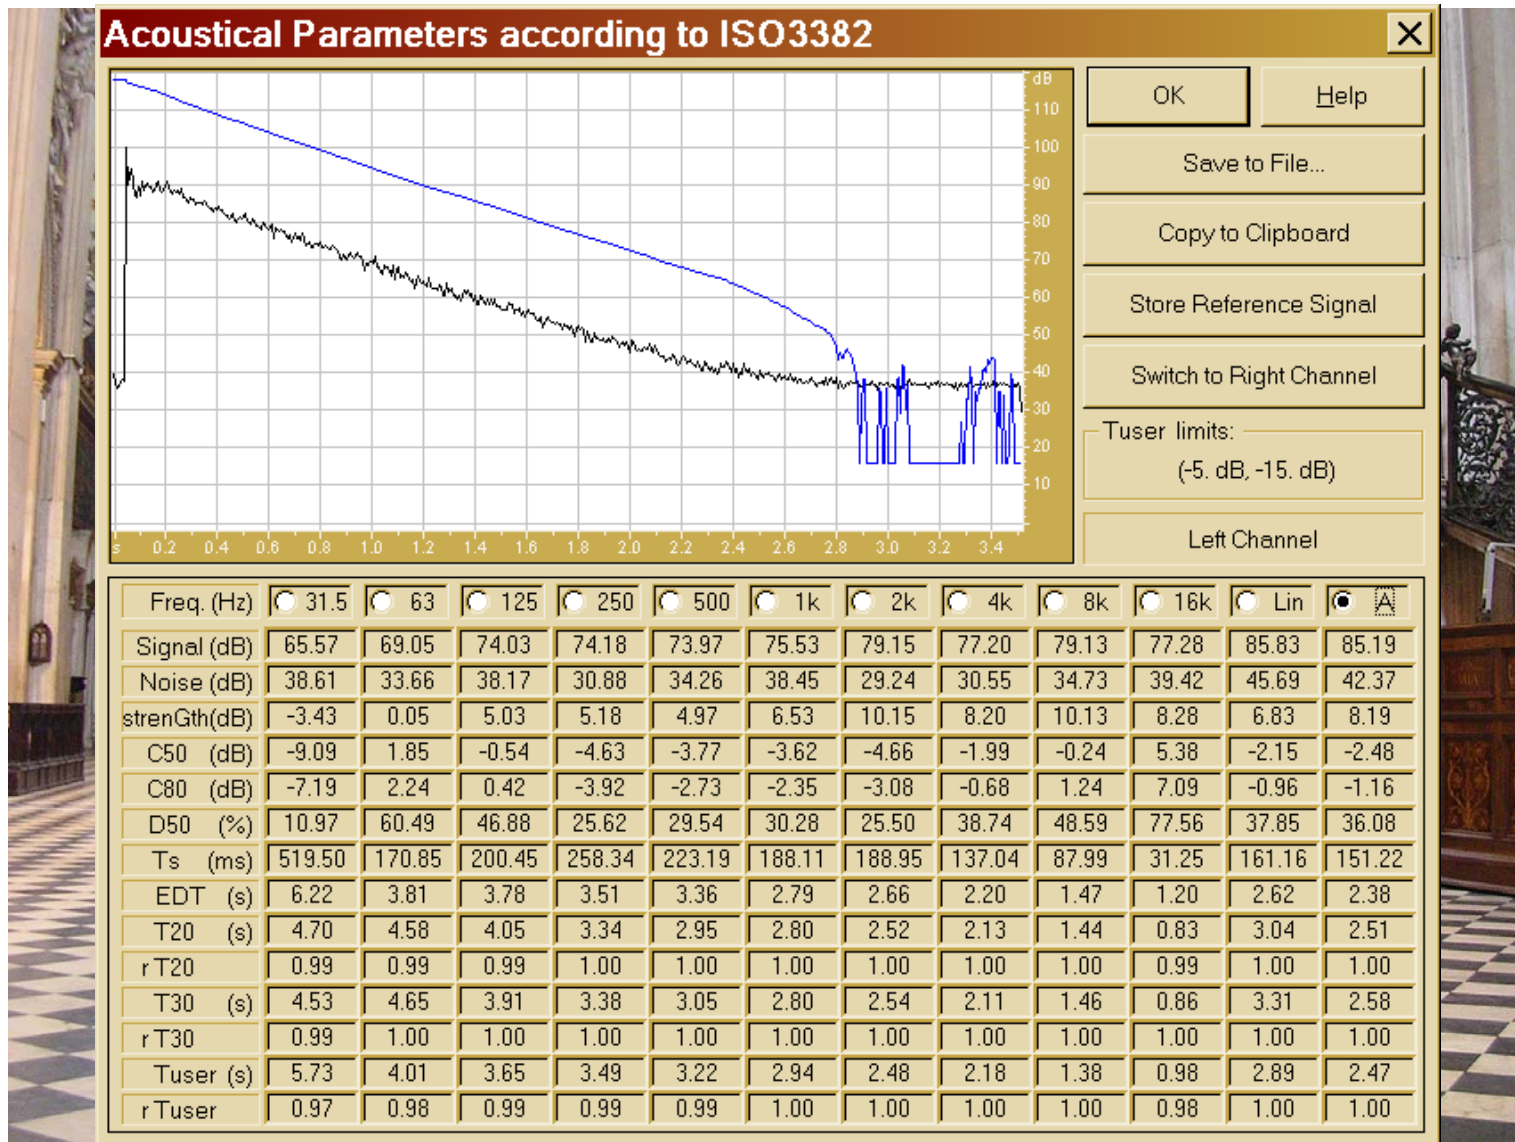 Acoustical Parameters according to ISO3382
dB
110
100
90
80
70
60
50
40
30
20
10
s 0.2 0.4 0.6 0.8 1.0 1.2 1.4 1.6 1.8 2.0 2.2 2.4 2.6 2.8 3.0 3.2 3.4
OK Help
Save to File...
Copy to Clipboard
Store Reference Signal
Switch to Right Channel
Tuser limits:
(-5. dB, -15. dB)
Left Channel
Freq. (Hz) 31.5 63 125 250 500 1k 2k 4k 8k 16k Lin A
Signal (dB) 65.57 69.05 74.03 74.18 73.97 75.53 79.15 77.20 79.13 77.28 85.83 85.19
Noise (dB) 38.61 33.66 38.17 30.88 34.26 38.45 29.24 30.55 34.73 39.42 45.69 42.37
strenGth(dB) -3.43 0.05 5.03 5.18 4.97 6.53 10.15 8.20 10.13 8.28 6.83 8.19
C50 (dB) -9.09 1.85 -0.54 -4.63 -3.77 -3.62 -4.66 -1.99 -0.24 5.38 -2.15 -2.48
C80 (dB) -7.19 2.24 0.42 -3.92 -2.73 -2.35 -3.08 -0.68 1.24 7.09 -0.96 -1.16
D50 (%) 10.97 60.49 46.88 25.62 29.54 30.28 25.50 38.74 48.59 77.56 37.85 36.08
Ts (ms) 519.50 170.85 200.45 258.34 223.19 188.11 188.95 137.04 87.99 31.25 161.16 151.22
EDT (s) 6.22 3.81 3.78 3.51 3.36 2.79 2.66 2.20 1.47 1.20 2.62 2.38
T20 (s) 4.70 4.58 4.05 3.34 2.95 2.80 2.52 2.13 1.44 0.83 3.04 2.51
r T20 0.99 0.99 0.99 1.00 1.00 1.00 1.00 1.00 1.00 0.99 1.00 1.00
T30 (s) 4.53 4.65 3.91 3.38 3.05 2.80 2.54 2.11 1.46 0.86 3.31 2.58
r T30 0.99 1.00 1.00 1.00 1.00 1.00 1.00 1.00 1.00 1.00 1.00 1.00
Tuser (s) 5.73 4.01 3.65 3.49 3.22 2.94 2.48 2.18 1.38 0.98 2.89 2.47
r Tuser 0.97 0.98 0.99 0.99 0.99 1.00 1.00 1.00 1.00 0.98 1.00 1.00